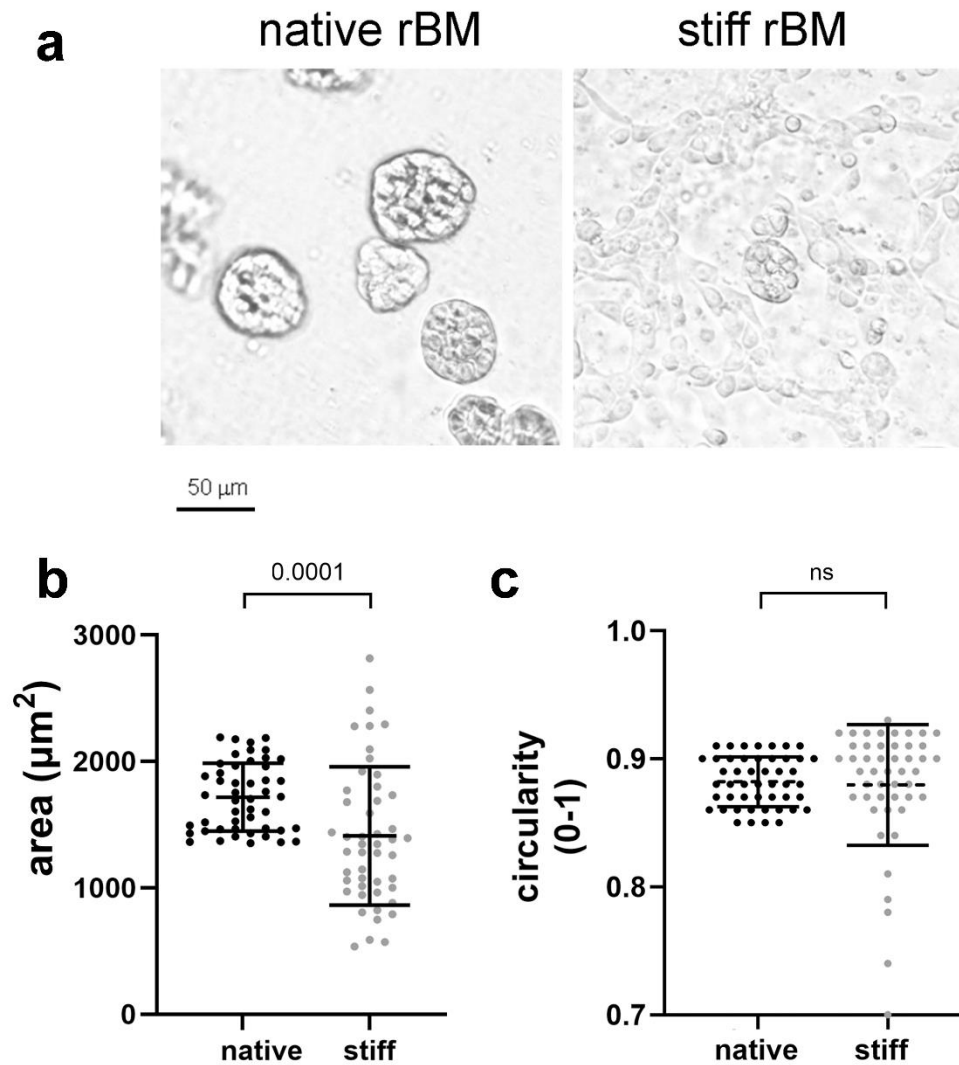 a
native rBM
stiff rBM
50 μm
b
0.0001
area (μm²)
3000
2000
1000
0
native
stiff
c
ns
circularity
(0-1)
1.0
0.9
0.8
0.7
native
stiff